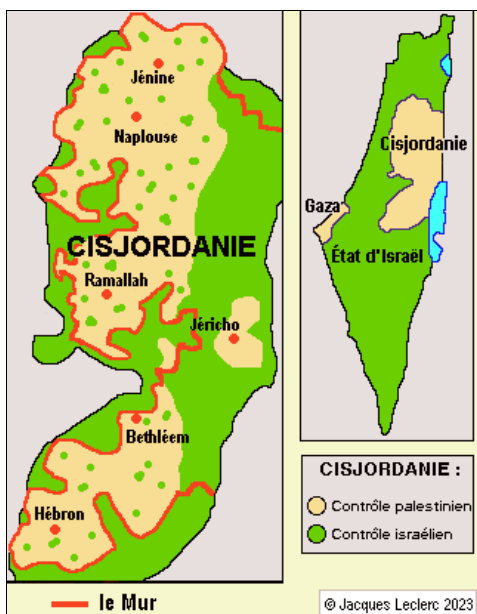 Jénine
Naplouse
CISJORDANIE
Ramallah
Jéricho
Bethléem
Hébron
le Mur
Cisjordanie
Gaza
État d'Israël
CISJORDANIE :
Contrôle palestinien
Contrôle israélien
© Jacques Leclerc 2023